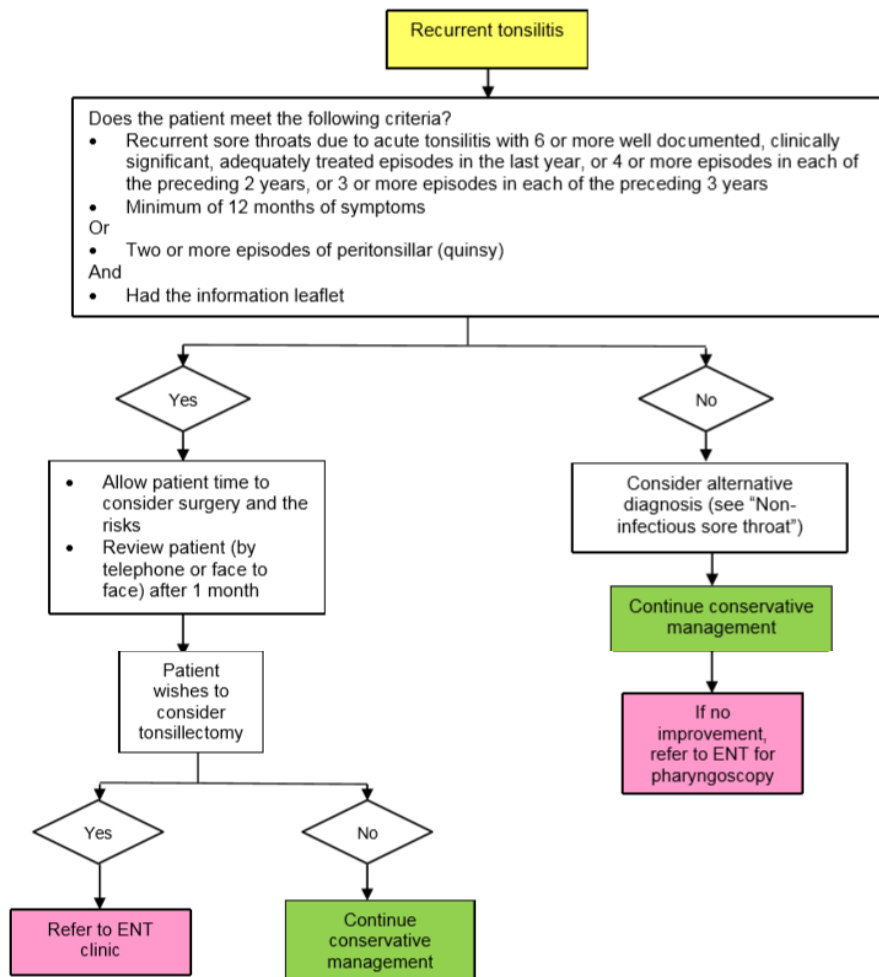 Recurrent tonsilitis
Does the patient meet the following criteria?
• Recurrent sore throats due to acute tonsilitis with 6 or more well documented, clinically
significant, adequately treated episodes in the last year, or 4 or more episodes in each of
the preceding 2 years, or 3 or more episodes in each of the preceding 3 years
• Minimum of 12 months of symptoms
Or
• Two or more episodes of peritonsillar (quinsy)
And
• Had the information leaflet
Yes
No
• Allow patient time to
consider surgery and the
risks
• Review patient (by
telephone or face to
face) after 1 month
Consider alternative
diagnosis (see “Non-
infectious sore throat”)
Continue conservative
management
Patient
wishes to
consider
tonsillectomy
If no
improvement,
refer to ENT for
pharyngoscopy
Yes
No
Refer to ENT
clinic
Continue
conservative
management